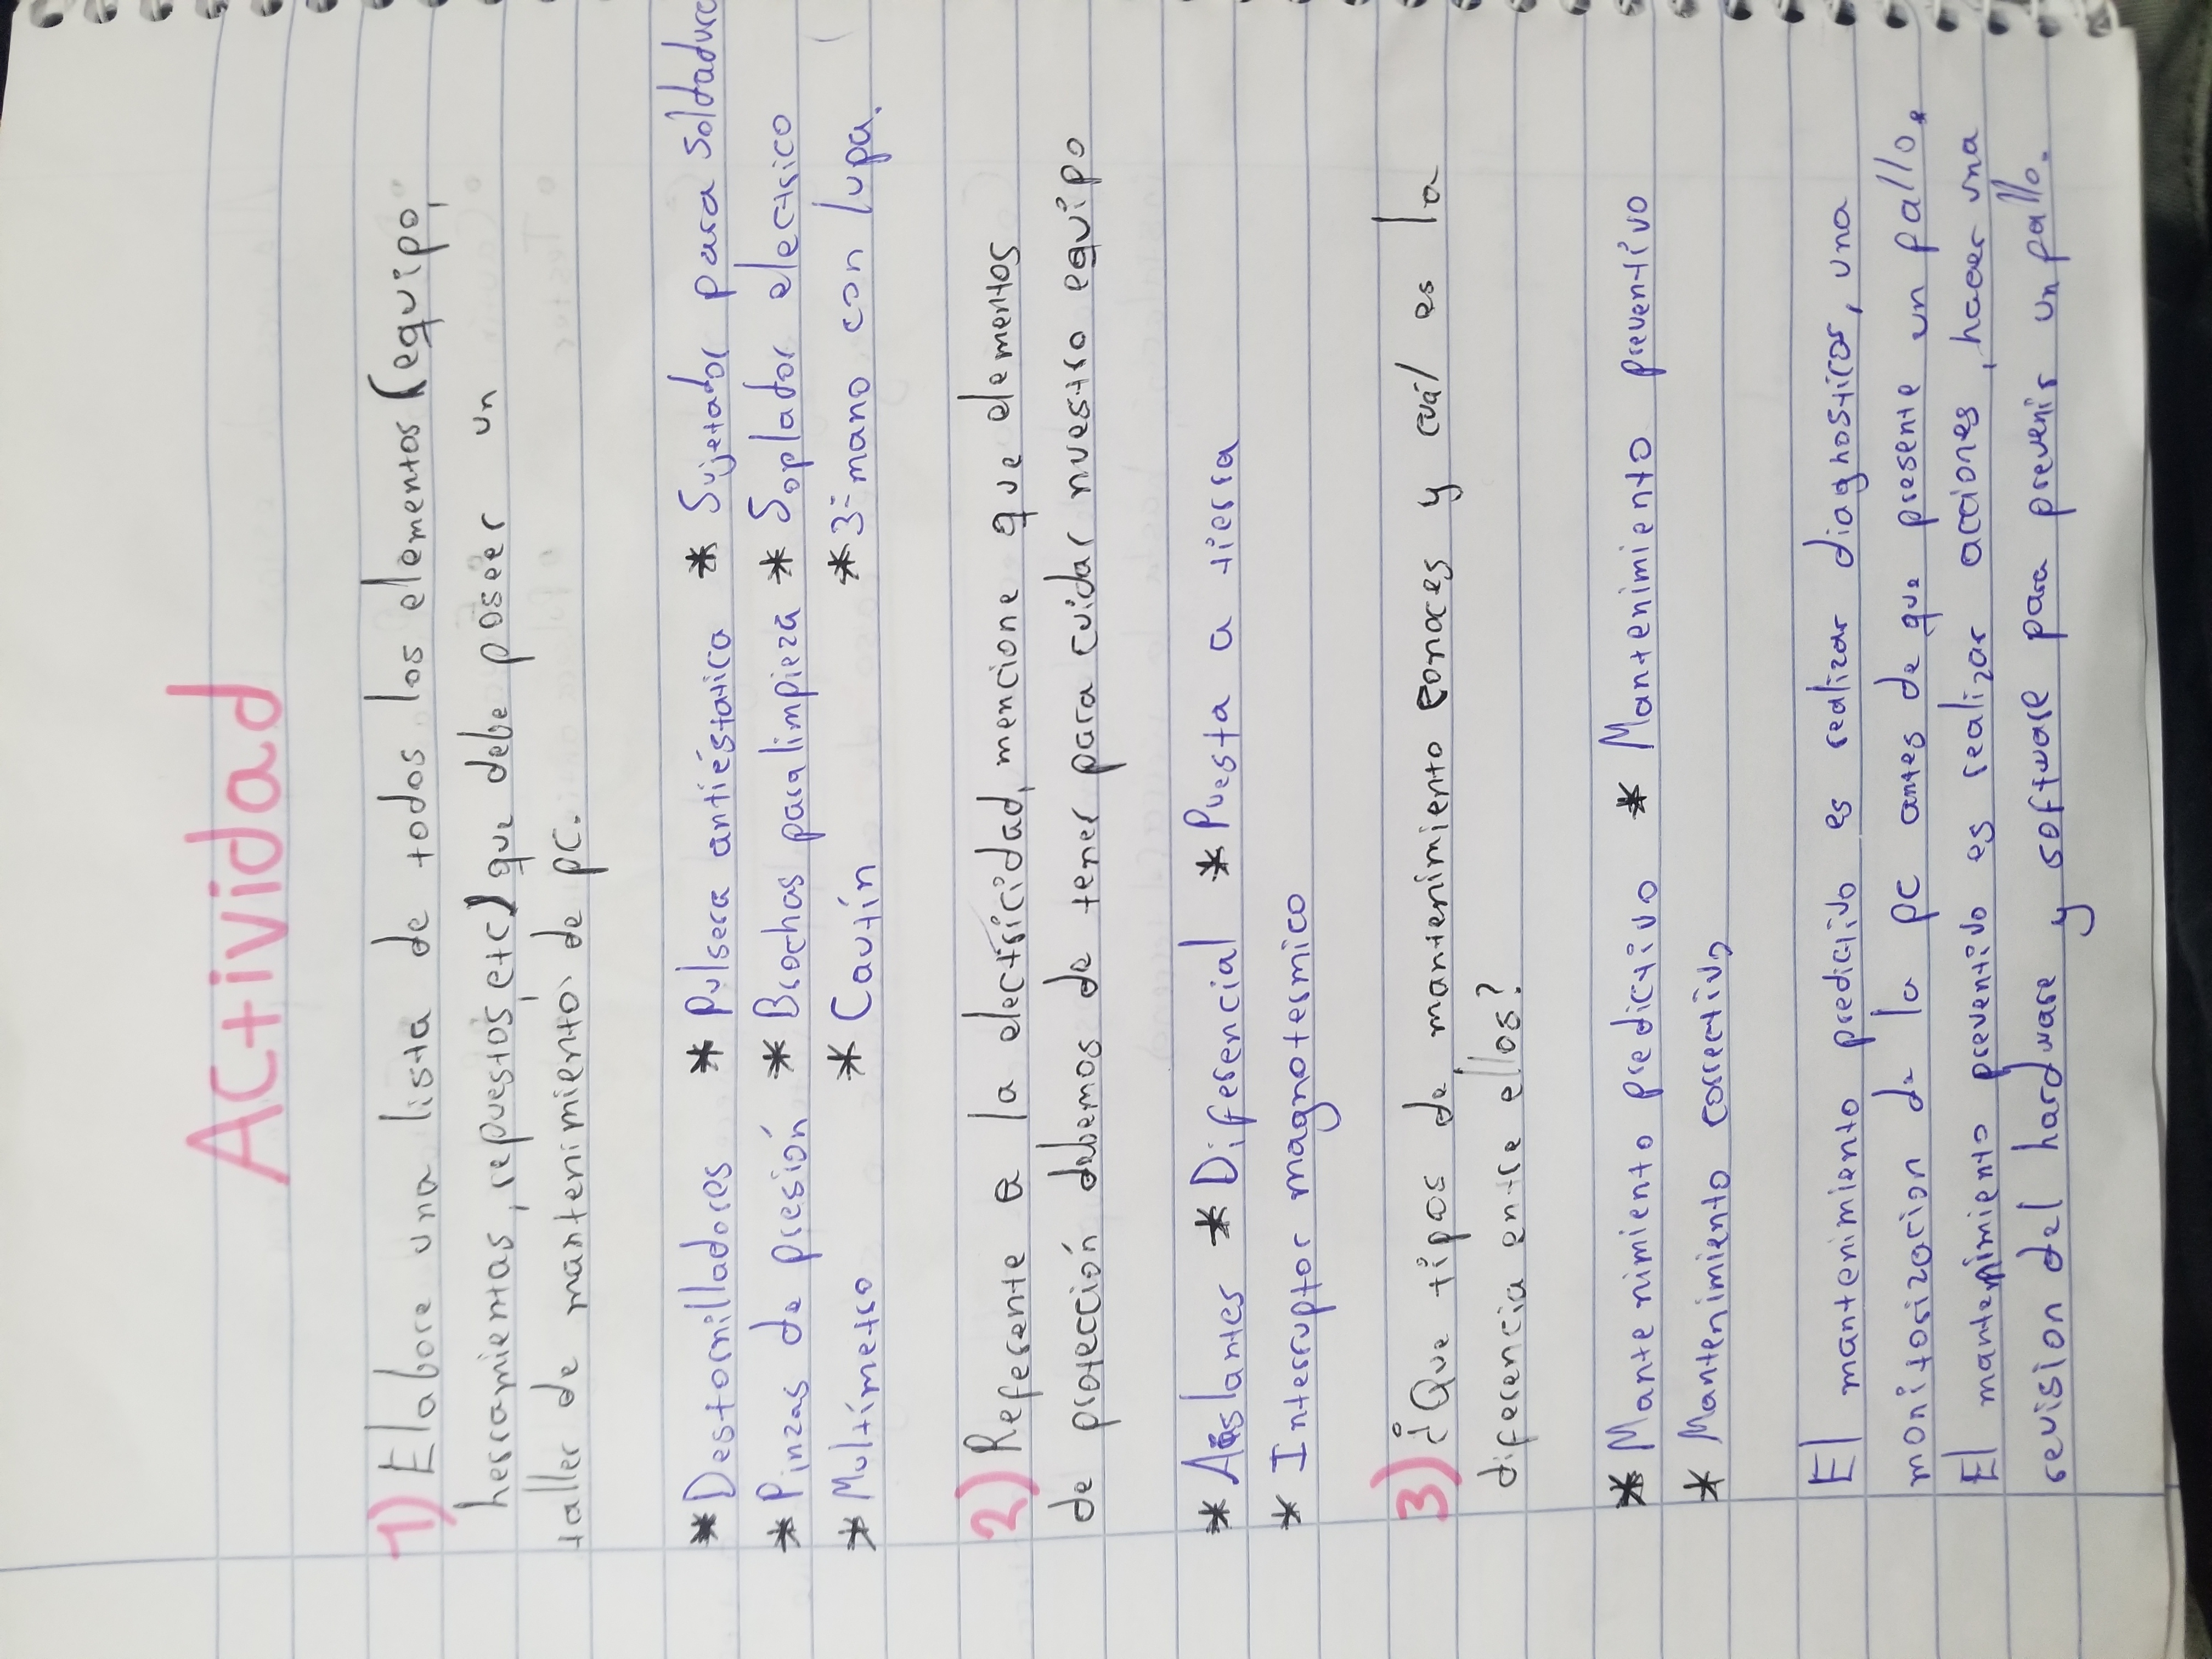 Actividad
1) Elabore una lista de todos los elementos (equipo,
herramientas, repuestos, etc) que debe poseer un
taller de mantenimiento de pc.
* Destornilladores * Pulsera antiéstatica * Sujetador para Soldadura
* Pinzas de presión * Brochas para limpieza * Soplador electrico
* Multímetro * Cautín * 3= mano con lupa.
2) Referente a la electricidad, mencione que elementos
de protección debemos de tener para cuidar nuestro equipo
* Aislantes * Diferencial * Puesta a tierra
* Interruptor magnotermico
3) ¿Que tipos de mantenimiento conoces y cuál es la
diferencia entre ellos?
* Mantenimiento predictivo * Mantenimiento preventivo
* Mantenimiento correctivo
El mantenimiento predictivo es realizar diagnosticos, una
monitorizacion de la pc antes de que presente un fallo.
El mantenimiento preventivo es realizar acciones, hacer una
revision del hardware y software para prevenir un fallo.